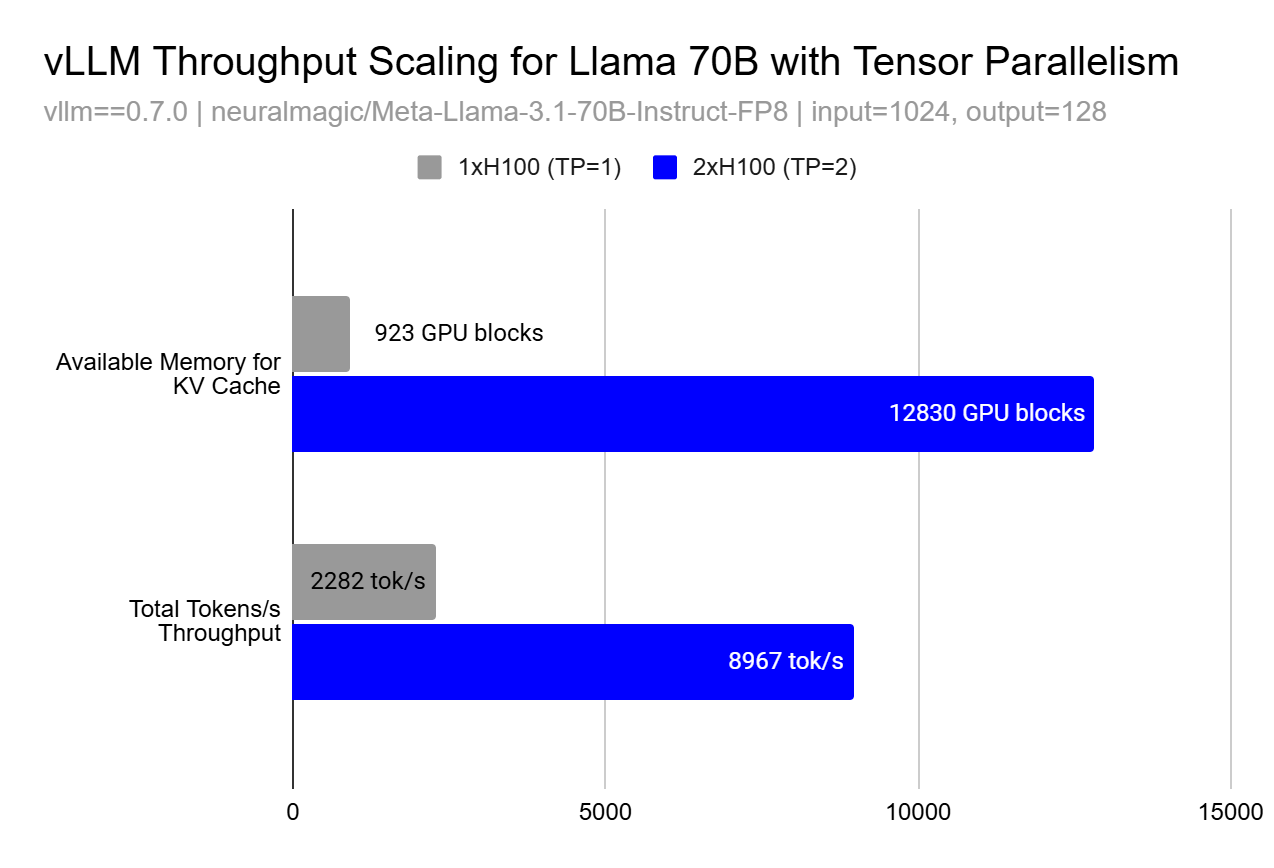 vLLM Throughput Scaling for Llama 70B with Tensor Parallelism
vllm==0.7.0 | neuralmagic/Meta-Llama-3.1-70B-Instruct-FP8 | input=1024, output=128
1xH100 (TP=1) 2xH100 (TP=2)
923 GPU blocks
Available Memory for
KV Cache
12830 GPU blocks
2282 tok/s
Total Tokens/s
Throughput
8967 tok/s
0 5000 10000 15000